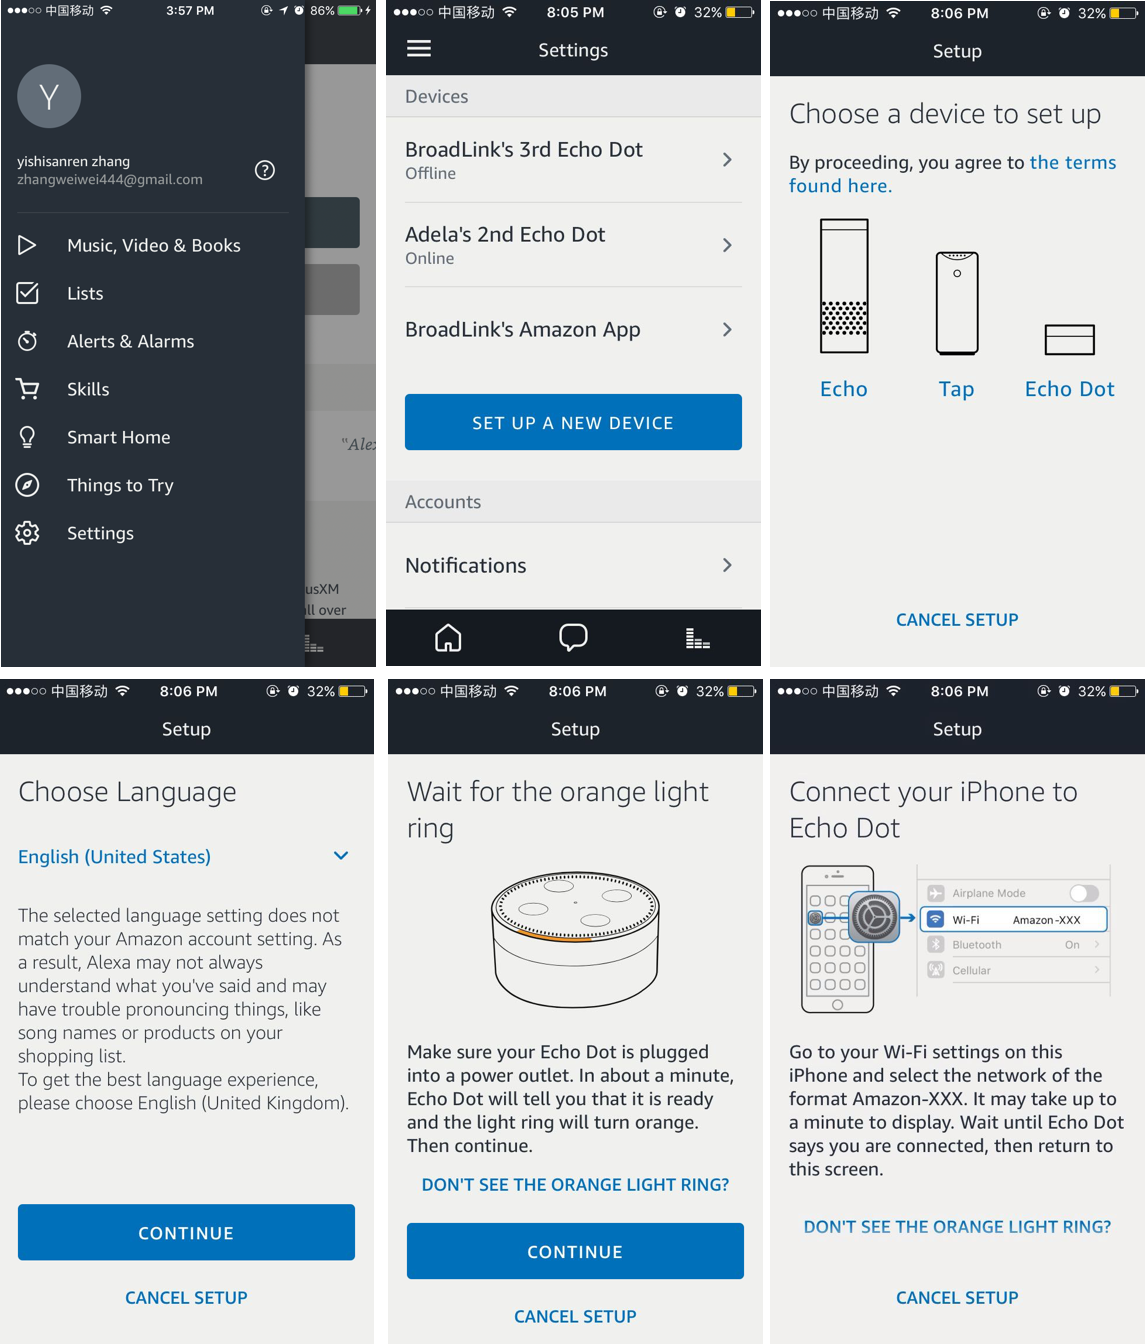 中国移动 3:57 PM 86%
Y
yishisanren zhang
zhangweiwei444@gmail.com
Music, Video & Books
Lists
Alerts & Alarms
Skills
Smart Home
Things to Try
Settings
"Alex
usXM
ll over
中国移动 8:05 PM 32%
Settings
Devices
BroadLink's 3rd Echo Dot
Offline
Adela's 2nd Echo Dot
Online
BroadLink's Amazon App
SET UP A NEW DEVICE
Accounts
Notifications
中国移动 8:06 PM 32%
Setup
Choose a device to set up
By proceeding, you agree to the terms
found here.
Echo Tap Echo Dot
CANCEL SETUP
中国移动 8:06 PM 32%
Setup
Choose Language
English (United States)
The selected language setting does not
match your Amazon account setting. As
a result, Alexa may not always
understand what you've said and may
have trouble pronouncing things, like
song names or products on your
shopping list.
To get the best language experience,
please choose English (United Kingdom).
CONTINUE
CANCEL SETUP
中国移动 8:06 PM 32%
Setup
Wait for the orange light
ring
Make sure your Echo Dot is plugged
into a power outlet. In about a minute,
Echo Dot will tell you that it is ready
and the light ring will turn orange.
Then continue.
DON'T SEE THE ORANGE LIGHT RING?
CONTINUE
CANCEL SETUP
中国移动 8:06 PM 32%
Setup
Connect your iPhone to
Echo Dot
Airplane Mode
Wi-Fi Amazon-XXX
Bluetooth On
Cellular
Go to your Wi-Fi settings on this
iPhone and select the network of the
format Amazon-XXX. It may take up to
a minute to display. Wait until Echo Dot
says you are connected, then return to
this screen.
DON'T SEE THE ORANGE LIGHT RING?
CANCEL SETUP